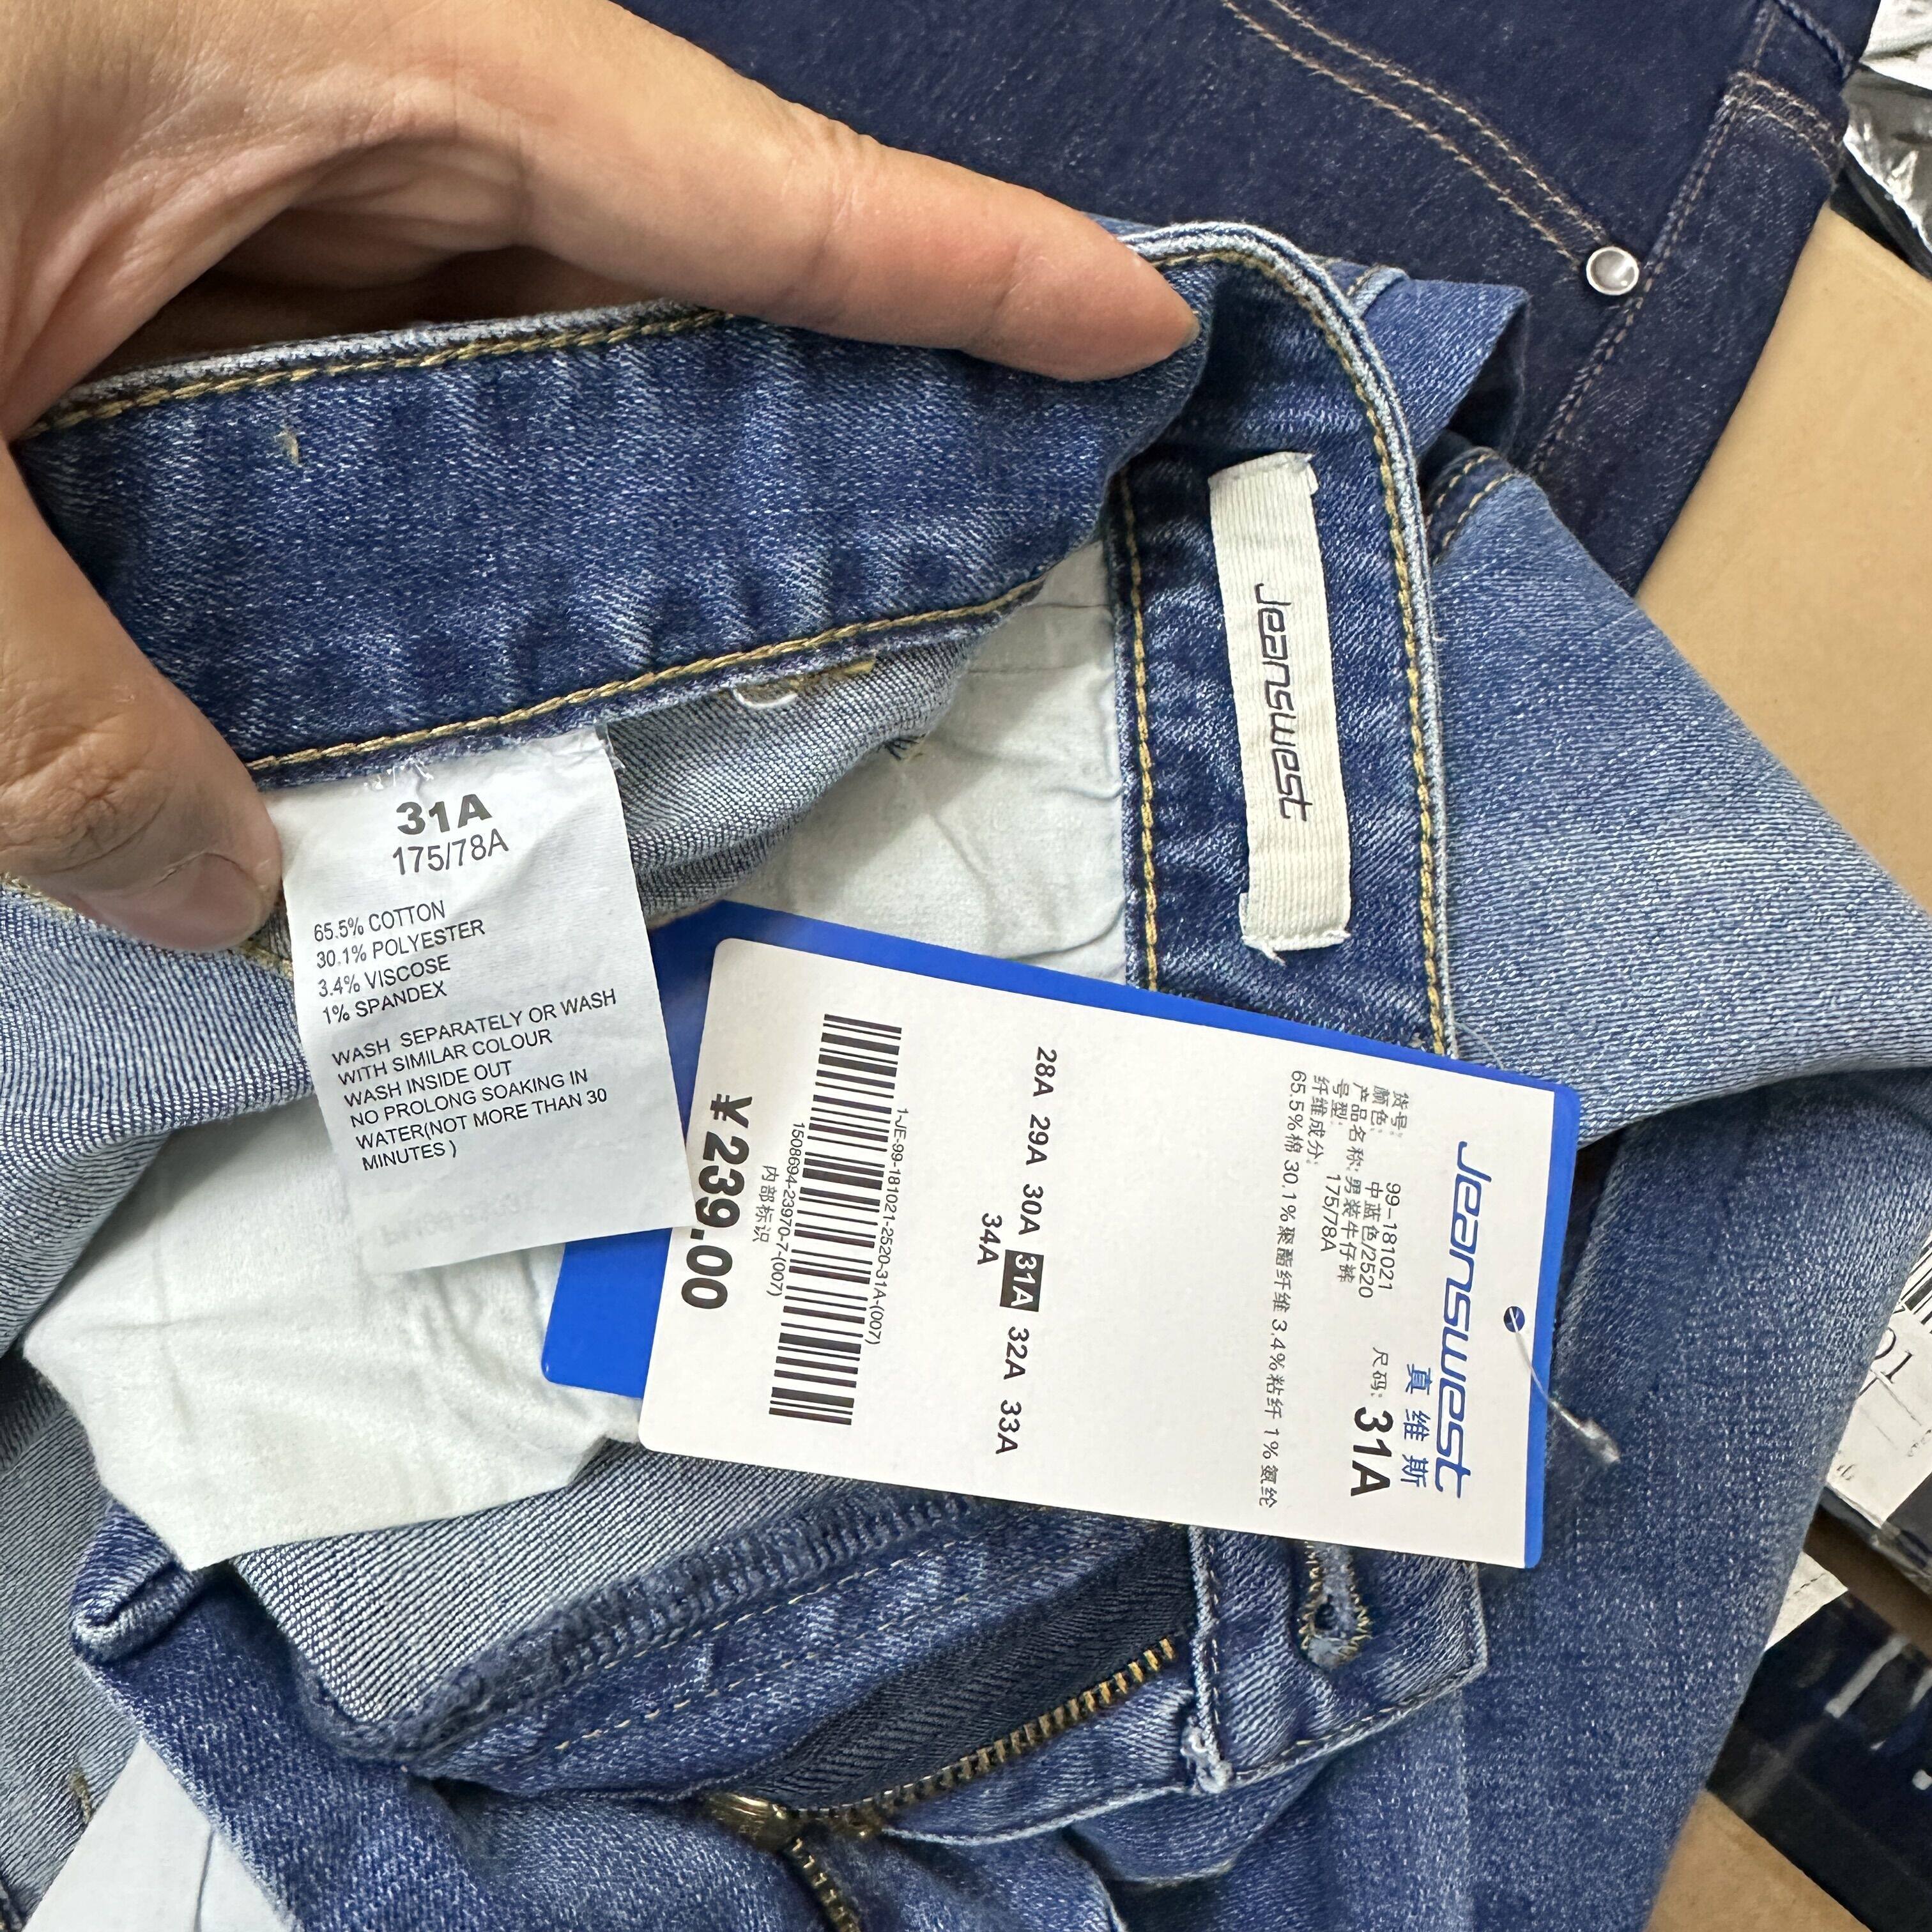 31A
175/78A
65.5% COTTON
30.1% POLYESTER
3.4% VISCOSE
1% SPANDEX
WASH SEPARATELY OR WASH
WITH SIMILAR COLOUR
WASH INSIDE OUT
NO PROLONG SOAKING IN
WATER(NOT MORE THAN 30
MINUTES)
Jeanswest
Jeanswest
真维斯
货号: 99-181021
颜色: 中蓝色/2520 尺码: 31A
产品名称: 男装牛仔裤
号型: 175/78A
纤维成分:
65.5%棉 30.1%聚酯纤维 3.4%粘纤 1%氨纶
28A 29A 30A 31A 32A 33A
34A
1-JE-99-181021-2520-31A-(007)
1508694-23970-7-(007)
内部标识
¥239.00